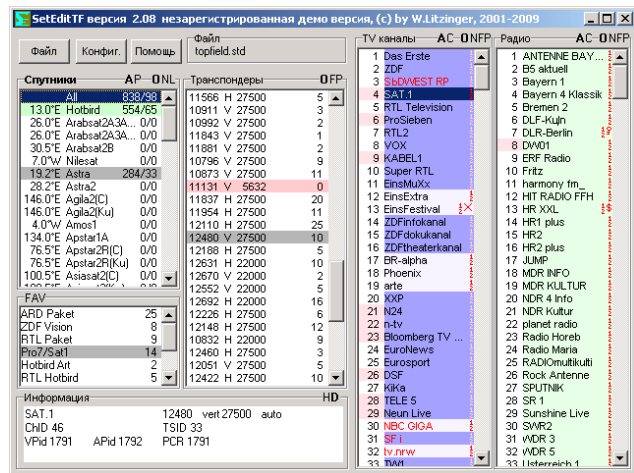 SetEditTF версия 2.08 незарегистрированная демо версия, (c) by W.Litzinger, 2001-2009
Файл Конфиг. Помощь
Файл
topfield.std
Спутники AP ONL
All 838/98
13.0°E Hotbird 554/65
26.0°E Arabsat2A3A... 0/0
26.0°E Arabsat2A3A... 0/0
30.5°E Arabsat2B 0/0
7.0°W Nilesat 0/0
19.2°E Astra 284/33
28.2°E Astra2 0/0
146.0°E Agila2(C) 0/0
146.0°E Agila2(Ku) 0/0
4.0°W Amos1 0/0
134.0°E Apstar1A 0/0
76.5°E Apstar2R(C) 0/0
76.5°E Apstar2R(Ku) 0/0
100.5°E Asiasat2(C) 0/0
FAV
ARD Paket 25
ZDF Vision 8
RTL Paket 9
Pro7/Sat1 14
Hotbird Art 2
RTL Hotbird 5
Транспондеры 0FP
11566 H 27500 5
10911 V 27500 3
10992 V 27500 2
11843 V 27500 1
11881 V 27500 2
10796 V 27500 9
10873 V 27500 11
11131 V 5632 0
11837 H 27500 20
11954 H 27500 11
12110 H 27500 25
12480 V 27500 10
12188 H 27500 5
12631 H 22000 10
12670 V 22000 2
12552 V 22000 5
12692 H 22000 16
12226 H 27500 6
12148 H 27500 12
10832 H 22000 9
12460 H 27500 3
12051 V 27500 5
12422 H 27500 10
Информация HD
SAT.1 12480 vert 27500 auto
ChID 46 TSID 33
VPid 1791 APid 1792 PCR 1791
TV каналы AC ONFP
1 Das Erste
2 ZDF
3 SbDWEST RP
4 SAT.1
5 RTL Television
6 ProSieben
7 RTL2
8 VOX
9 KABEL1
10 Super RTL
11 EinsMuXx
12 EinsExtra
13 EinsFestival
14 ZDFinfokanal
15 ZDFdokukanal
16 ZDFtheaterkanal
17 BR-alpha
18 Phoenix
19 arte
20 XXP
21 N24
22 n-tv
23 Bloomberg TV ...
24 EuroNews
25 Eurosport
26 DSF
27 KiKa
28 TELE 5
29 Neun Live
30 NBC GIGA
31 SF i
32 tv.nrw
33 TW1
Радио AC ONFP
1 ANTENNE BAY...
2 B5 aktuell
3 Bayern 1
4 Bayern 4 Klassik
5 Bremen 2
6 DLF-Kцln
7 DLR-Berlin
8 DW01
9 ERF Radio
10 Fritz
11 harmony fm_
12 HIT RADIO FFH
13 HR XXL
14 HR1 plus
15 HR2
16 HR2 plus
17 JUMP
18 MDR INFO
19 MDR KULTUR
20 NDR 4 Info
21 NDR Kultur
22 planet radio
23 Radio Horeb
24 Radio Maria
25 RADIOmultikulti
26 Rock Antenne
27 SPUTNIK
28 SR 1
29 Sunshine Live
30 SWR2
31 WDR 3
32 WDR 5
33 Usterreich 1